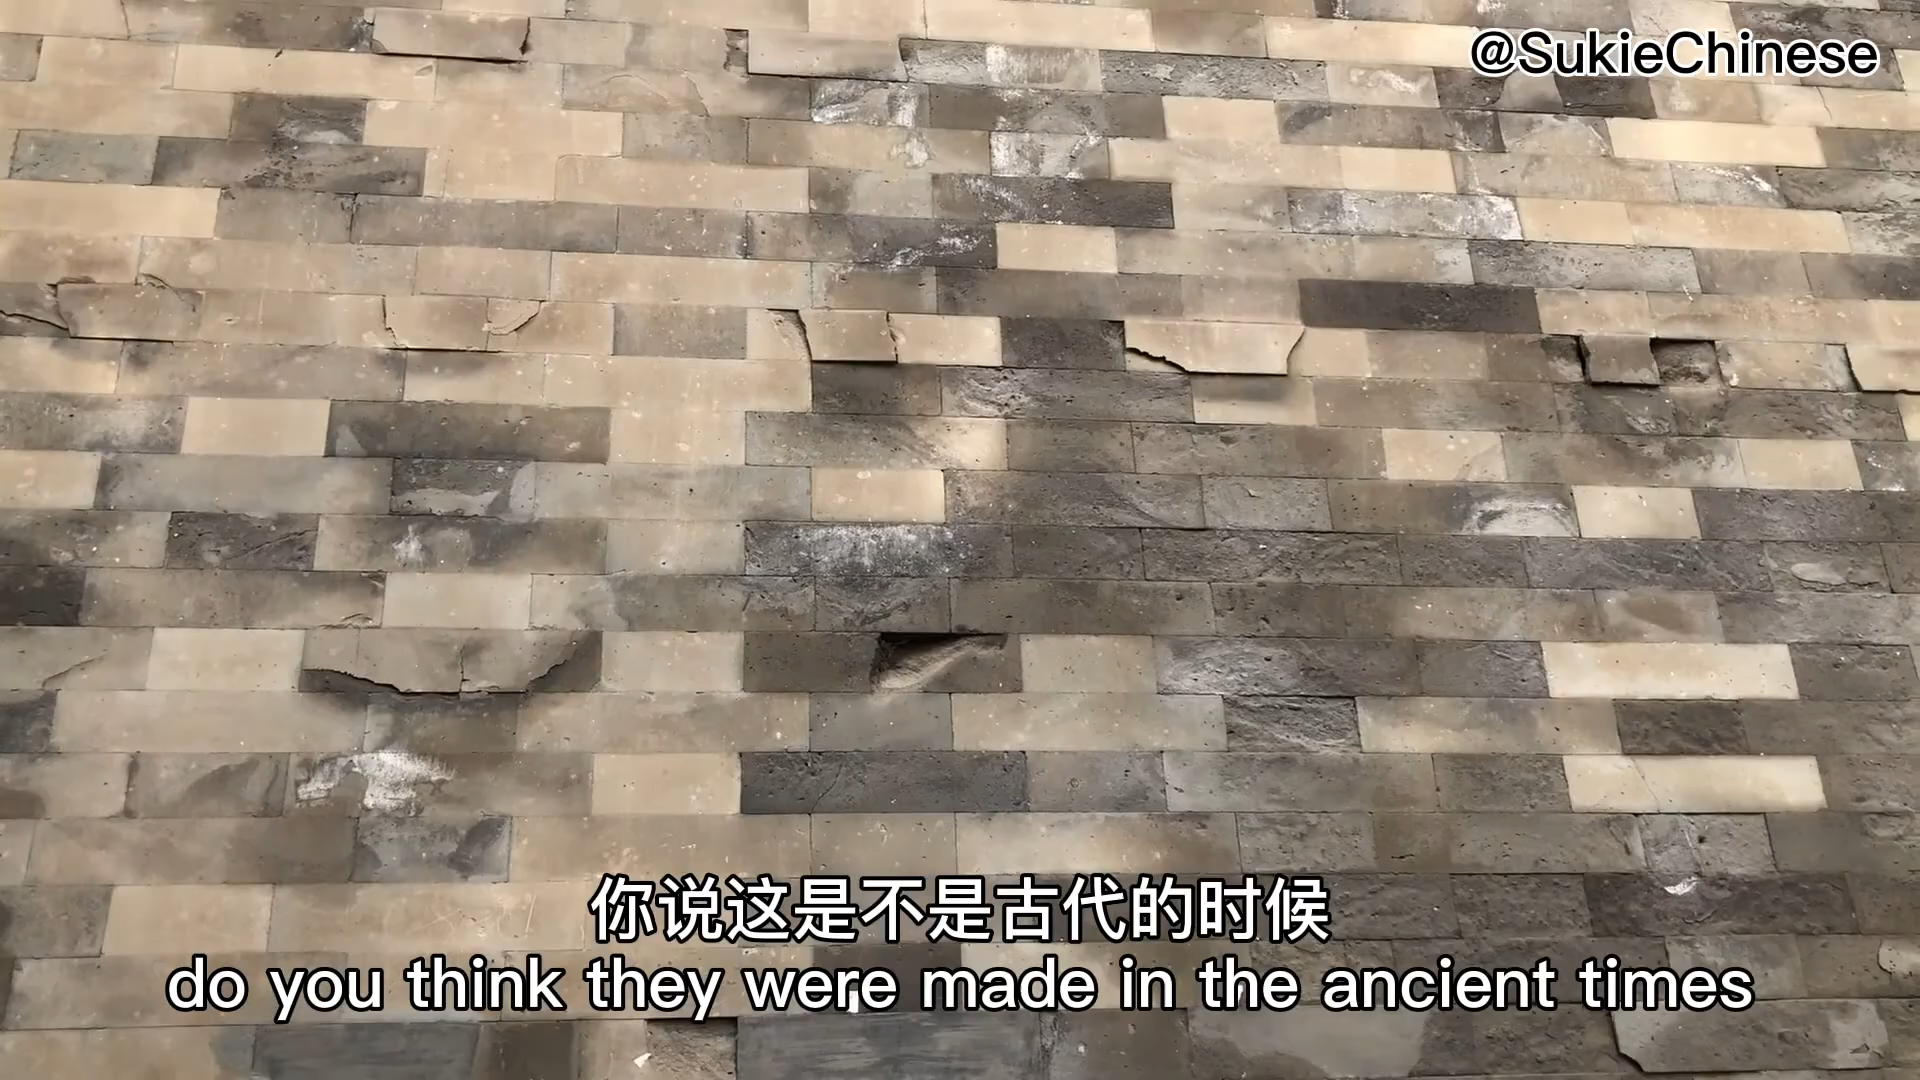 @SukieChinese
你说这是不是古代的时候
do you think they were made in the ancient times